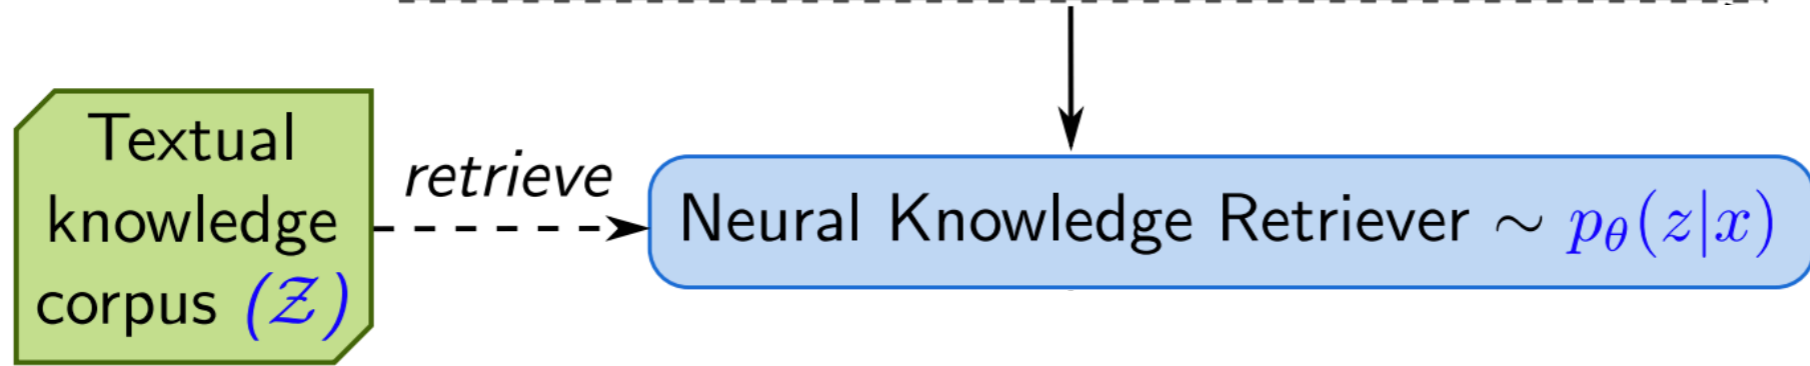 Textual
knowledge
corpus (𝒵)
retrieve
Neural Knowledge Retriever ∼ pθ(z|x)